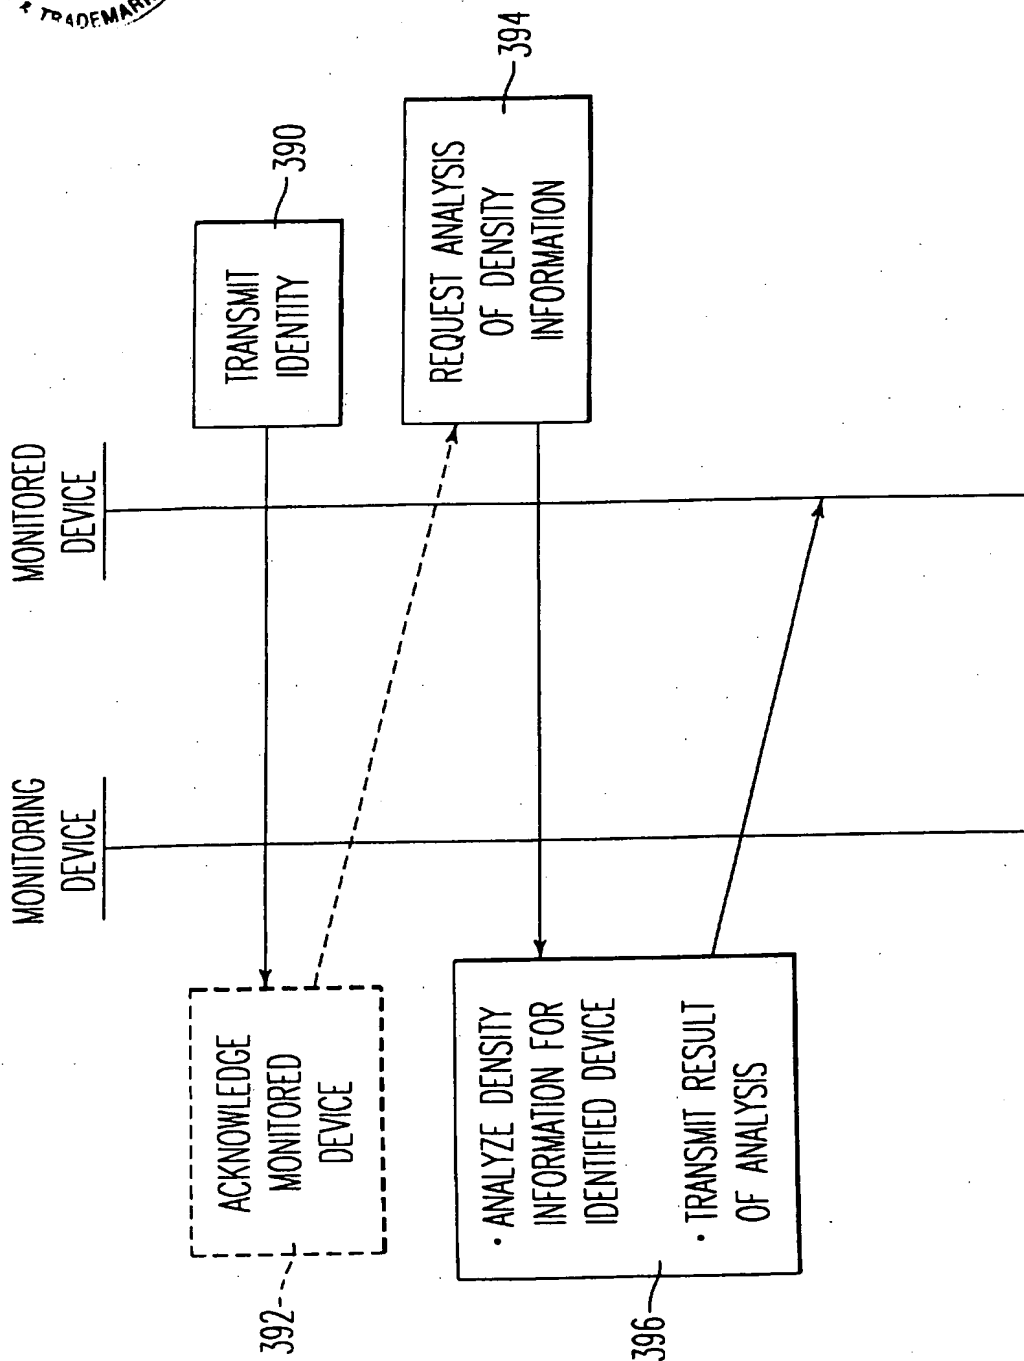 & TRADEMARK
MONITORING
DEVICE
MONITORED
DEVICE
TRANSMIT
IDENTITY
390
ACKNOWLEDGE
MONITORED
DEVICE
392
REQUEST ANALYSIS
OF DENSITY
INFORMATION
394
• ANALYZE DENSITY
INFORMATION FOR
IDENTIFIED DEVICE
• TRANSMIT RESULT
OF ANALYSIS
396